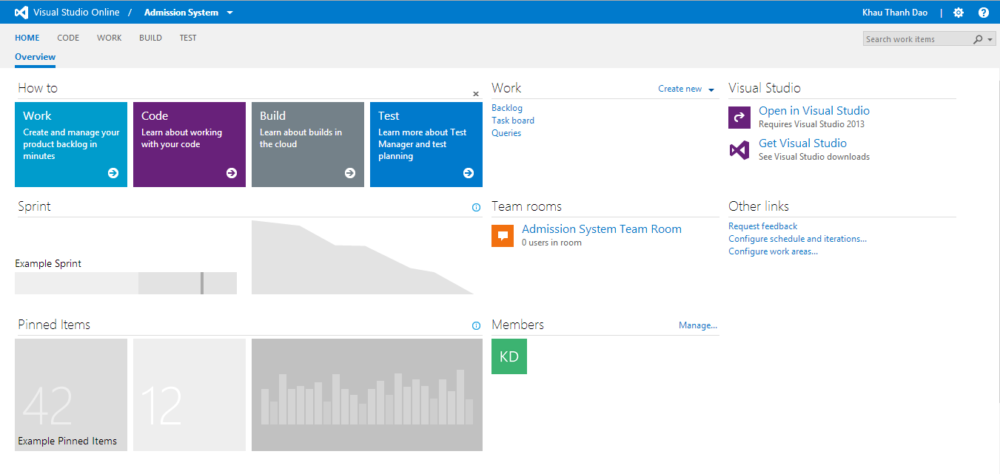 Visual Studio Online / Admission System
Khau Thanh Dao |
HOME CODE WORK BUILD TEST
Search work items
Overview
How to
Work
Create and manage your
product backlog in
minutes
Code
Learn about working
with your code
Build
Learn about builds in
the cloud
Test
Learn more about Test
Manager and test
planning
Work
Create new
Backlog
Task board
Queries
Visual Studio
Open in Visual Studio
Requires Visual Studio 2013
Get Visual Studio
See Visual Studio downloads
Sprint
Example Sprint
Team rooms
Admission System Team Room
0 users in room
Other links
Request feedback
Configure schedule and iterations...
Configure work areas...
Pinned Items
42
Example Pinned Items
12
Members
Manage...
KD